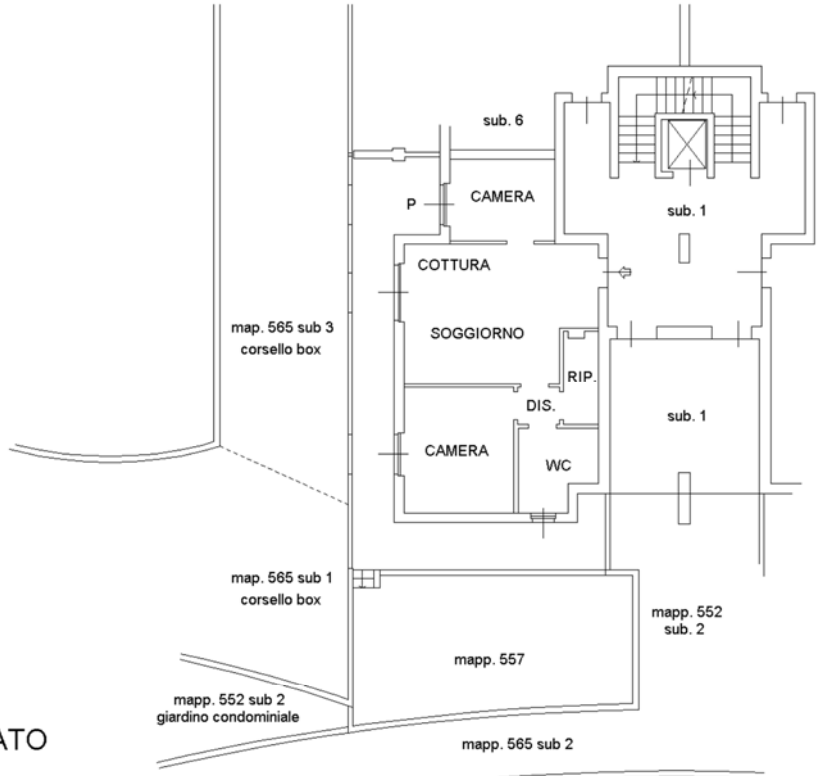 sub. 6
CAMERA
P
sub. 1
COTTURA
map. 565 sub 3
corsello box
SOGGIORNO
RIP.
DIS.
sub. 1
CAMERA
WC
map. 565 sub 1
corsello box
mapp. 552
sub. 2
mapp. 557
mapp. 552 sub 2
giardino condominiale
ATO
mapp. 565 sub 2